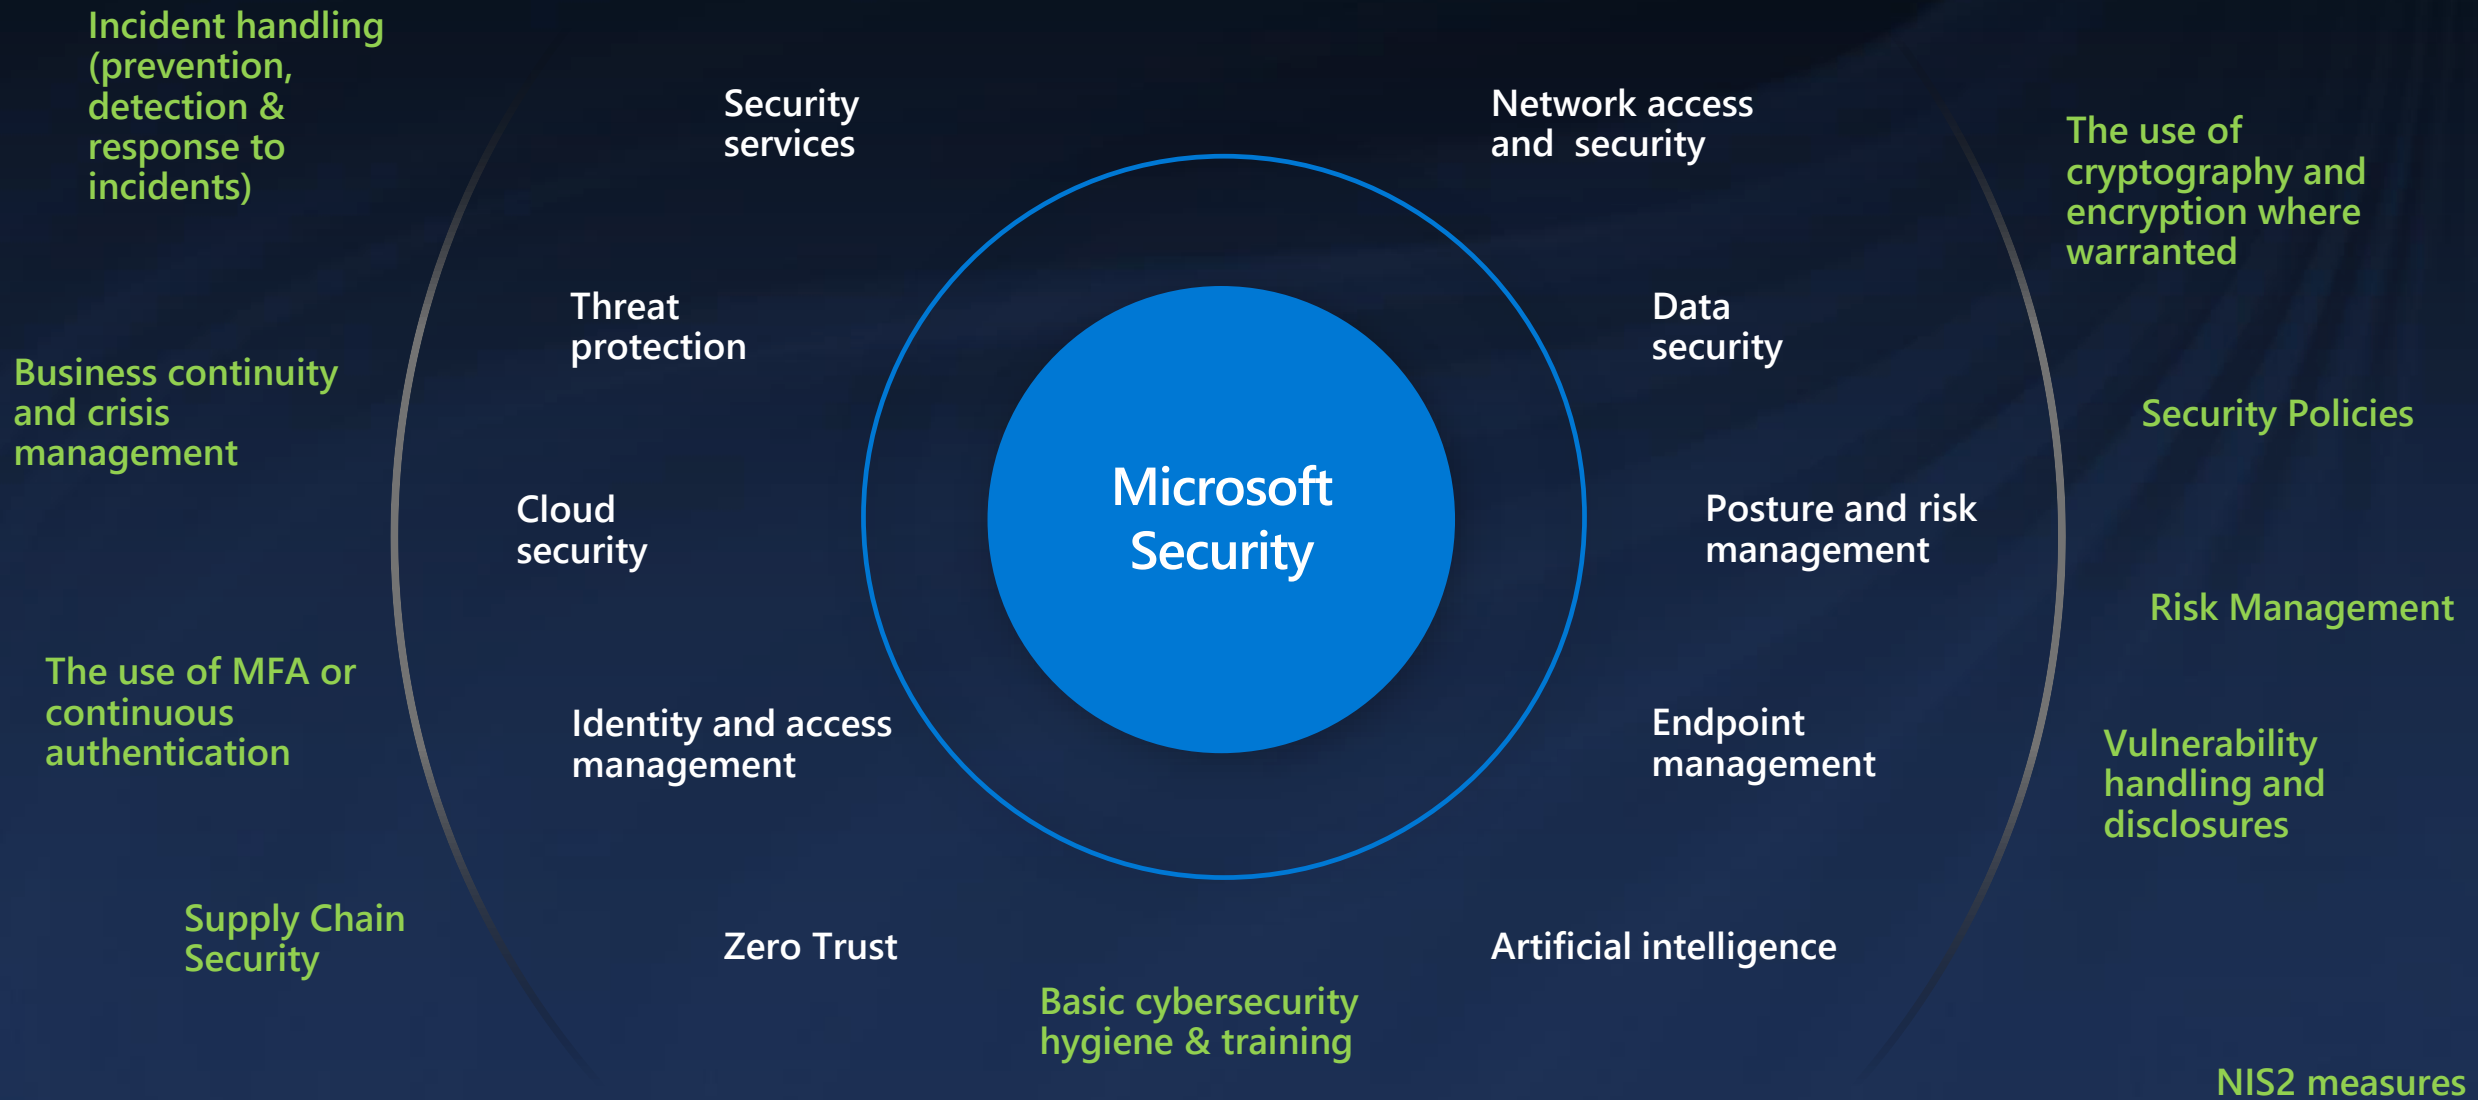 Incident handling
(prevention,
detection &
response to
incidents)
Business continuity
and crisis
management
The use of MFA or
continuous
authentication
Supply Chain
Security
Security
services
Threat
protection
Cloud
security
Identity and access
management
Zero Trust
Microsoft
Security
Network access
and  security
Data
security
Posture and risk
management
Endpoint
management
Artificial intelligence
Basic cybersecurity
hygiene & training
The use of
cryptography and
encryption where
warranted
Security Policies
Risk Management
Vulnerability
handling and
disclosures
NIS2 measures